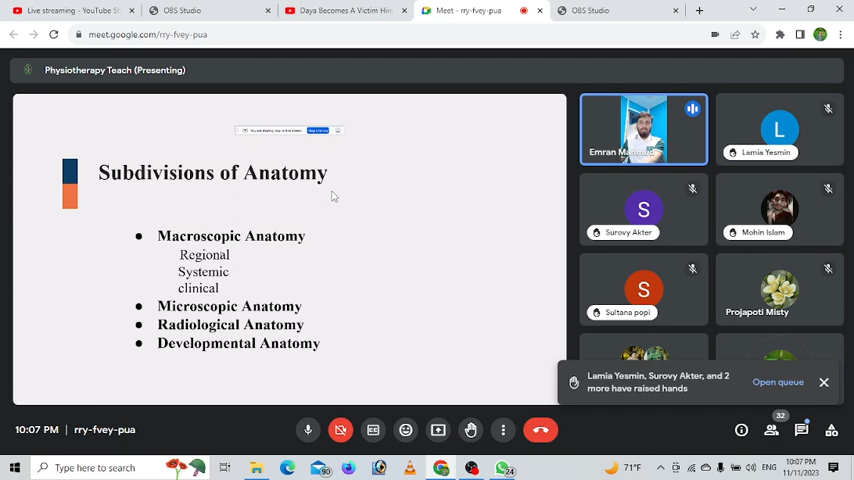 Live streaming - YouTube St
OBS Studio
Daya Becomes A Victim Him
Meet - rry-fvey-pua
OBS Studio
meet.google.com/rry-fvey-pua
Physiotherapy Teach (Presenting)
Subdivisions of Anatomy
Macroscopic Anatomy
Regional
Systemic
clinical
Microscopic Anatomy
Radiological Anatomy
Developmental Anatomy
Emran
Lamia Yesmin
L
Surovy Akter
S
Mohin Islam
Sultana popi
S
Projapoti Misty
Lamia Yesmin, Surovy Akter, and 2
more have raised hands
Open queue
10:07 PM | rry-fvey-pua
32
Type here to search
90
24
71°F
ENG
10:07 PM
11/11/2023